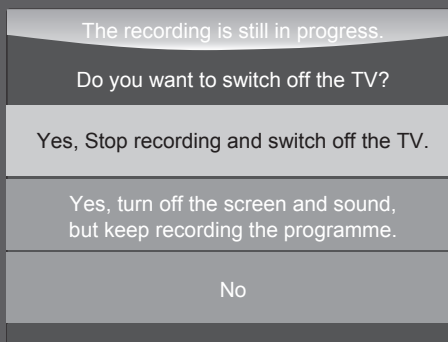 The recording is still in progress.
Do you want to switch off the TV?
Yes, Stop recording and switch off the TV.
Yes, turn off the screen and sound,
but keep recording the programme.
No